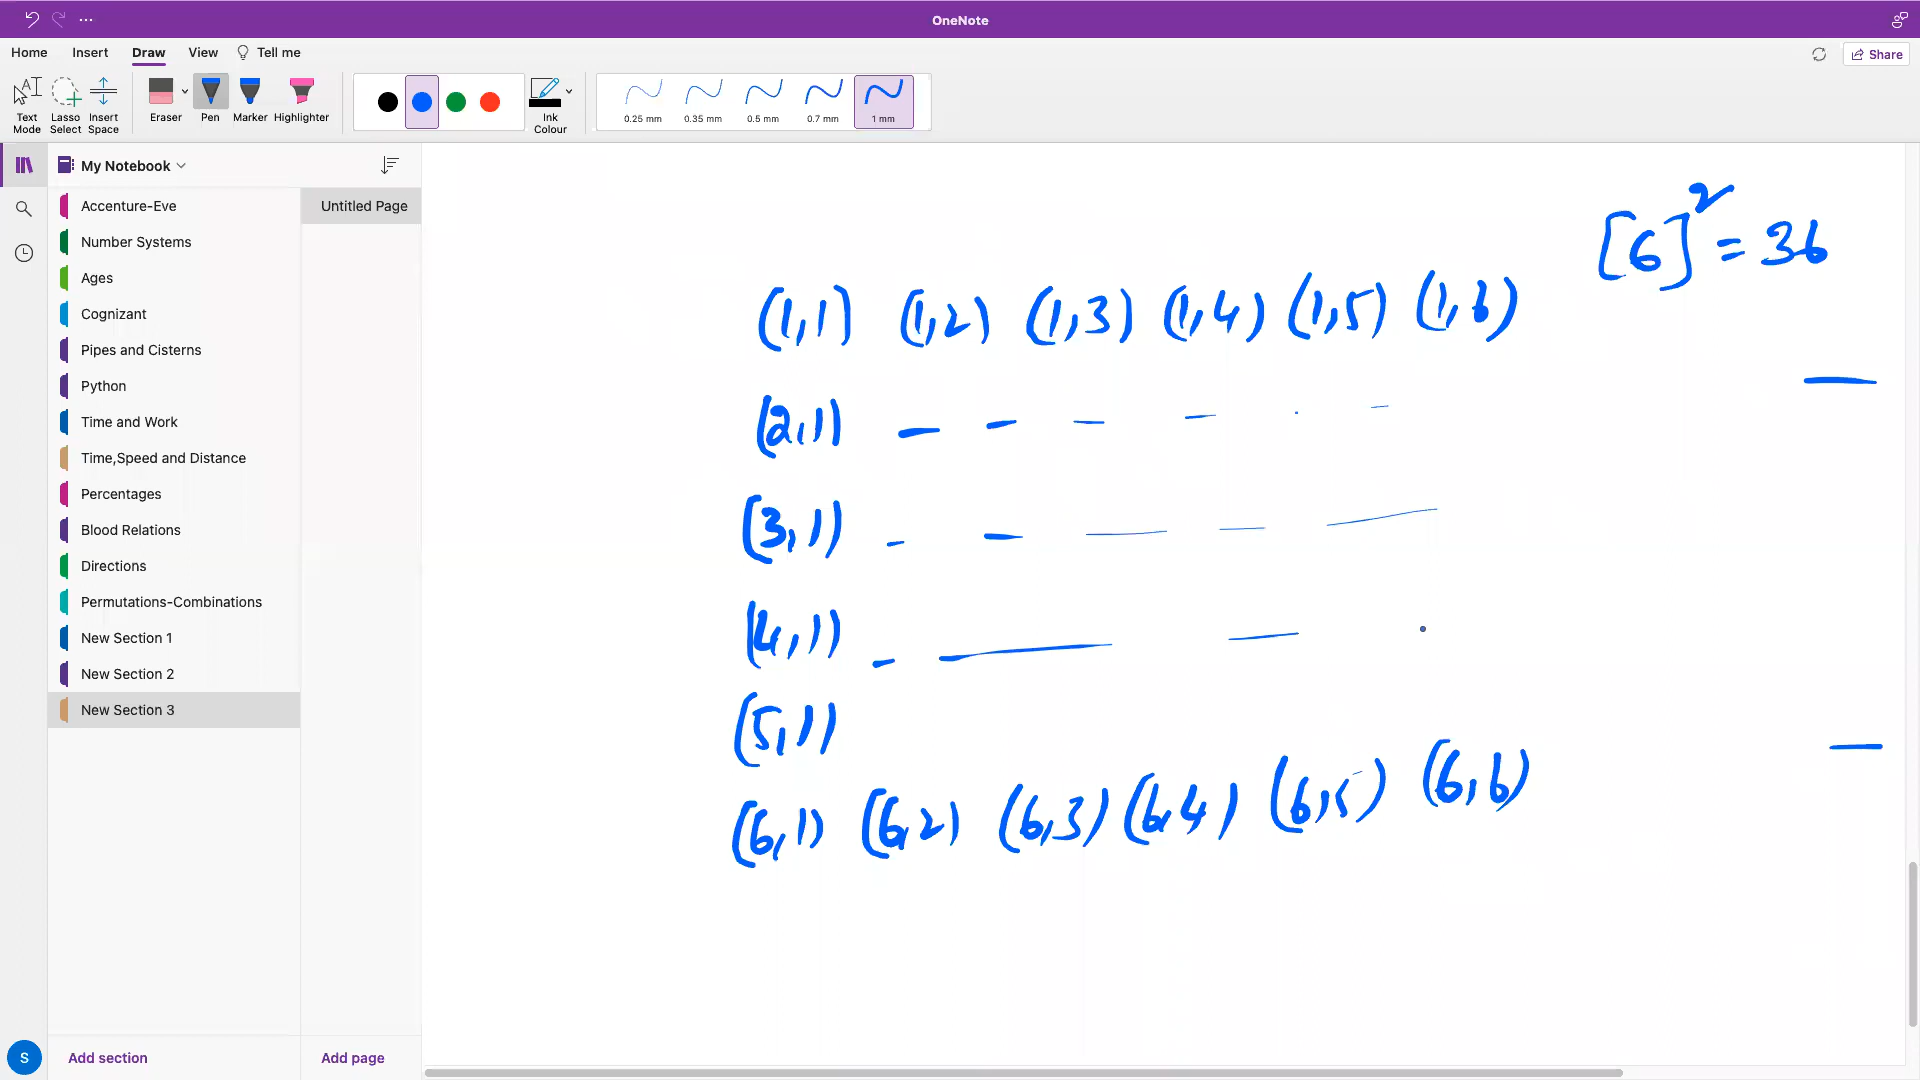 OneNote
Home Insert Draw View Tell me
Share
Text Mode
Lasso Select
Insert Space
Eraser
Pen
Marker
Highlighter
Ink Colour
0.25 mm
0.35 mm
0.5 mm
0.7 mm
1 mm
My Notebook
Accenture-Eve
Number Systems
Ages
Cognizant
Pipes and Cisterns
Python
Time and Work
Time,Speed and Distance
Percentages
Blood Relations
Directions
Permutations-Combinations
New Section 1
New Section 2
New Section 3
Add section
Untitled Page
Add page
S
[6]² = 36
(1,1) (1,2) (1,3) (1,4) (1,5) (1,6)
(2,1) – – – – · –
(3,1) - – – – –
(4,1) - — –
(5,1)
(6,1) (6,2) (6,3) (6,4) (6,5) (6,6)